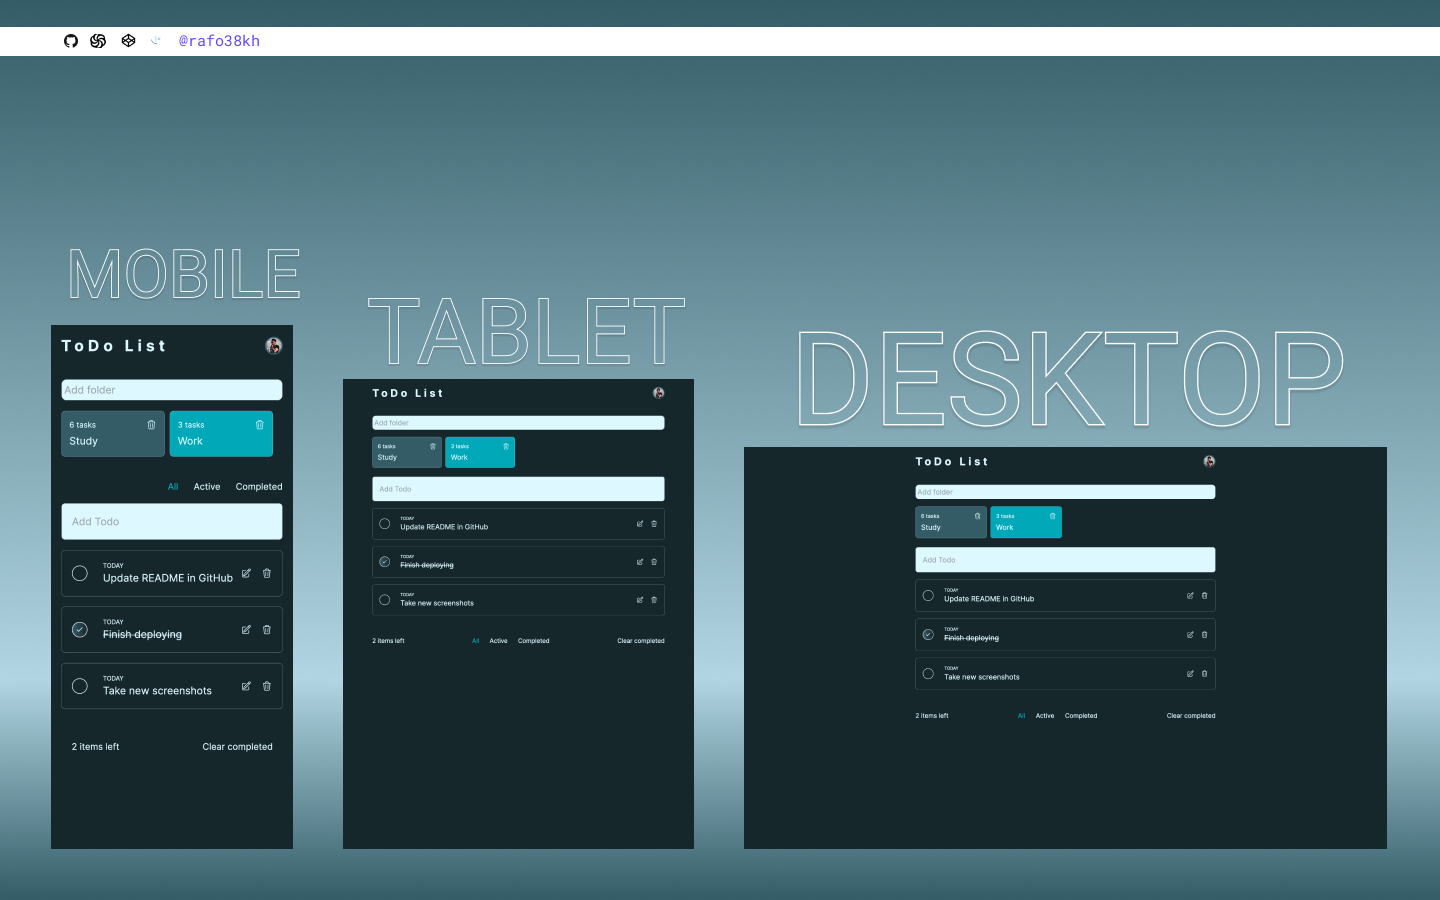 @rafo38kh
MOBILE
ToDo List
Add folder
6 tasks
Study
3 tasks
Work
All Active Completed
Add Todo
TODAY
Update README in GitHub
TODAY
Finish deploying
TODAY
Take new screenshots
2 items left Clear completed
TABLET
ToDo List
Add folder
6 tasks
Study
3 tasks
Work
Add Todo
TODAY
Update README in GitHub
TODAY
Finish deploying
TODAY
Take new screenshots
2 items left All Active Completed Clear completed
DESKTOP
ToDo List
Add folder
6 tasks
Study
3 tasks
Work
Add Todo
TODAY
Update README in GitHub
TODAY
Finish deploying
TODAY
Take new screenshots
2 items left All Active Completed Clear completed